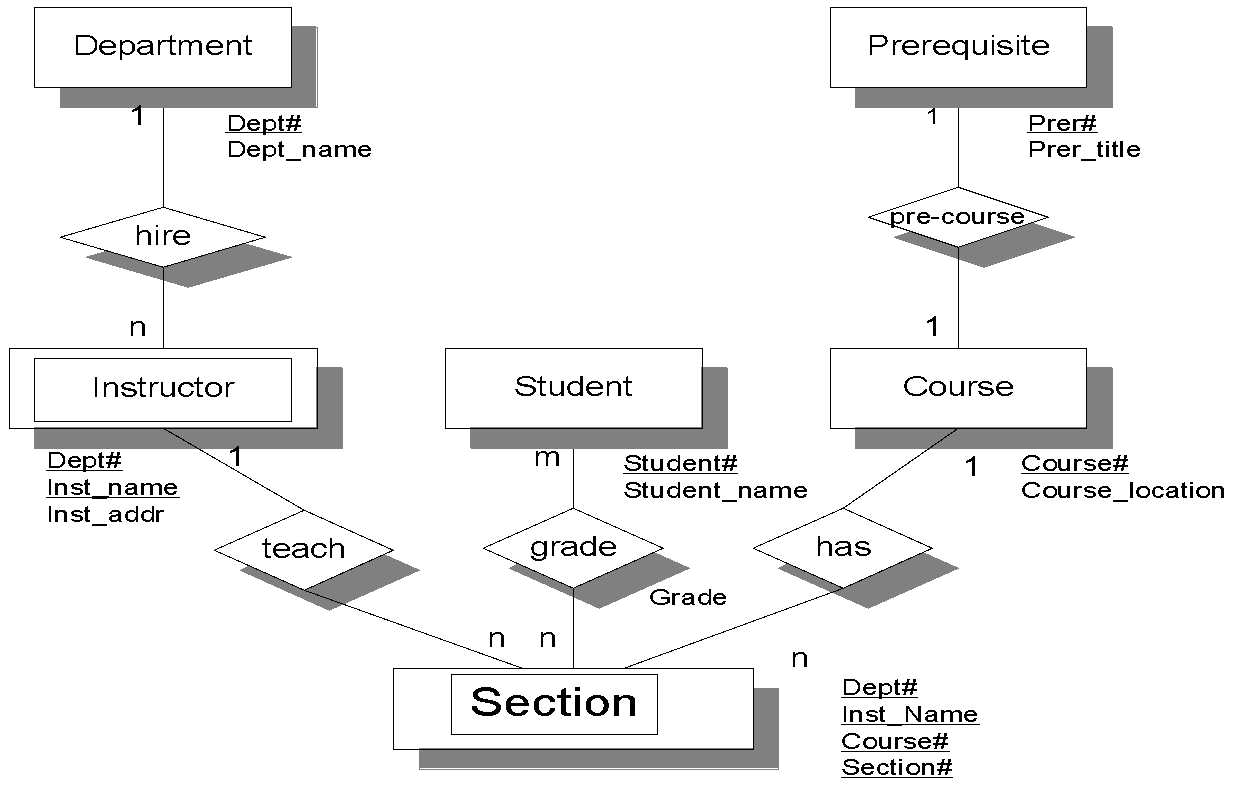 Department
Prerequisite
1
Dept#
Dept_name
1
Prer#
Prer_title
hire
pre-course
n
1
Instructor
Student
Course
Dept#
Inst_name
Inst_addr
1
m
Student#
Student_name
1
Course#
Course_location
teach
grade
has
Grade
n
n
n
Section
Dept#
Inst_Name
Course#
Section#